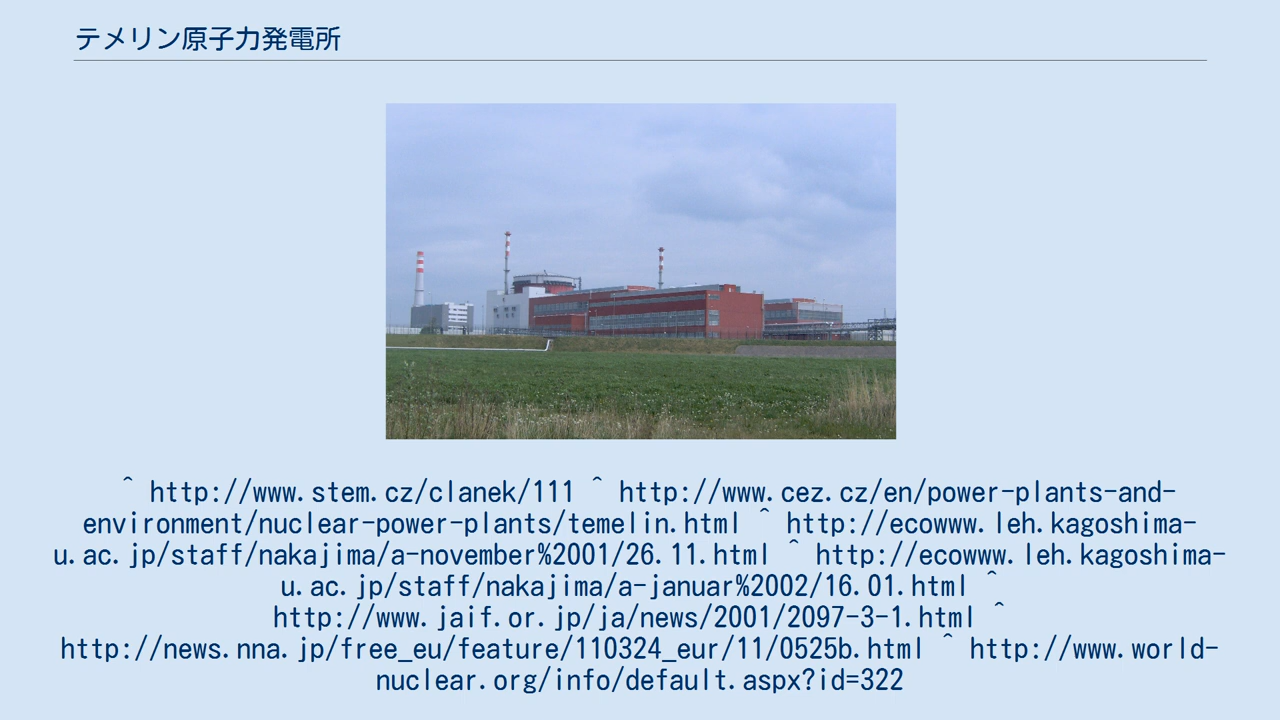 テメリン原子力発電所
^ http://www.stem.cz/clanek/111 ^ http://www.cez.cz/en/power-plants-and-
environment/nuclear-power-plants/temelin.html ^ http://ecowww.leh.kagoshima-
u.ac.jp/staff/nakajima/a-november%2001/26.11.html ^ http://ecowww.leh.kagoshima-
u.ac.jp/staff/nakajima/a-januar%2002/16.01.html ^
http://www.jaif.or.jp/ja/news/2001/2097-3-1.html ^
http://news.nna.jp/free_eu/feature/110324_eur/11/0525b.html ^ http://www.world-
nuclear.org/info/default.aspx?id=322